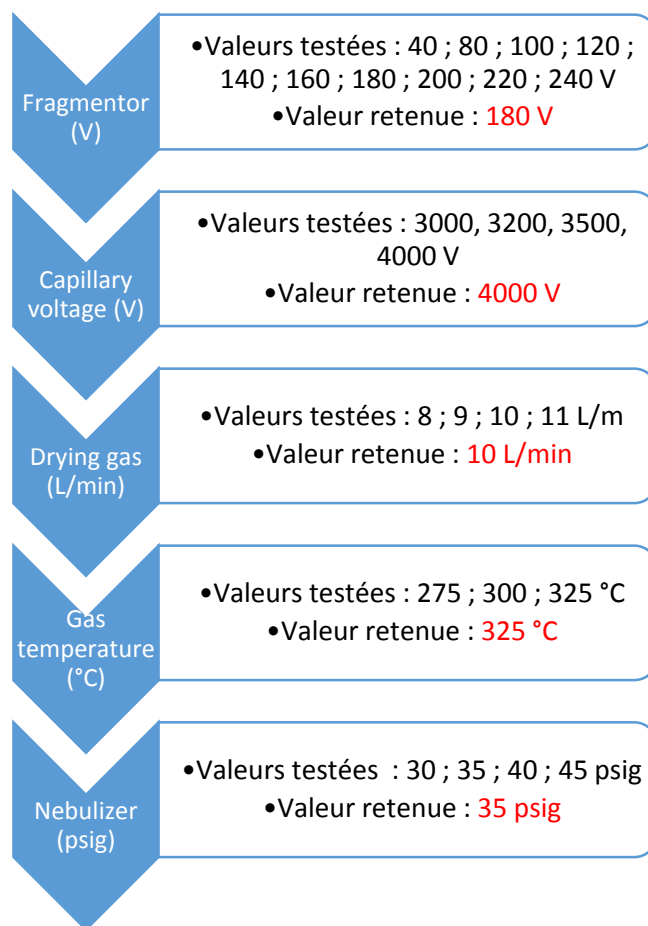 Fragmentor
(V)
•Valeurs testées : 40 ; 80 ; 100 ; 120 ;
140 ; 160 ; 180 ; 200 ; 220 ; 240 V
•Valeur retenue : 180 V
Capillary
voltage (V)
•Valeurs testées : 3000, 3200, 3500,
4000 V
•Valeur retenue : 4000 V
Drying gas
(L/min)
•Valeurs testées : 8 ; 9 ; 10 ; 11 L/m
•Valeur retenue : 10 L/min
Gas
temperature
(°C)
•Valeurs testées : 275 ; 300 ; 325 °C
•Valeur retenue : 325 °C
Nebulizer
(psig)
•Valeurs testées  : 30 ; 35 ; 40 ; 45 psig
•Valeur retenue : 35 psig